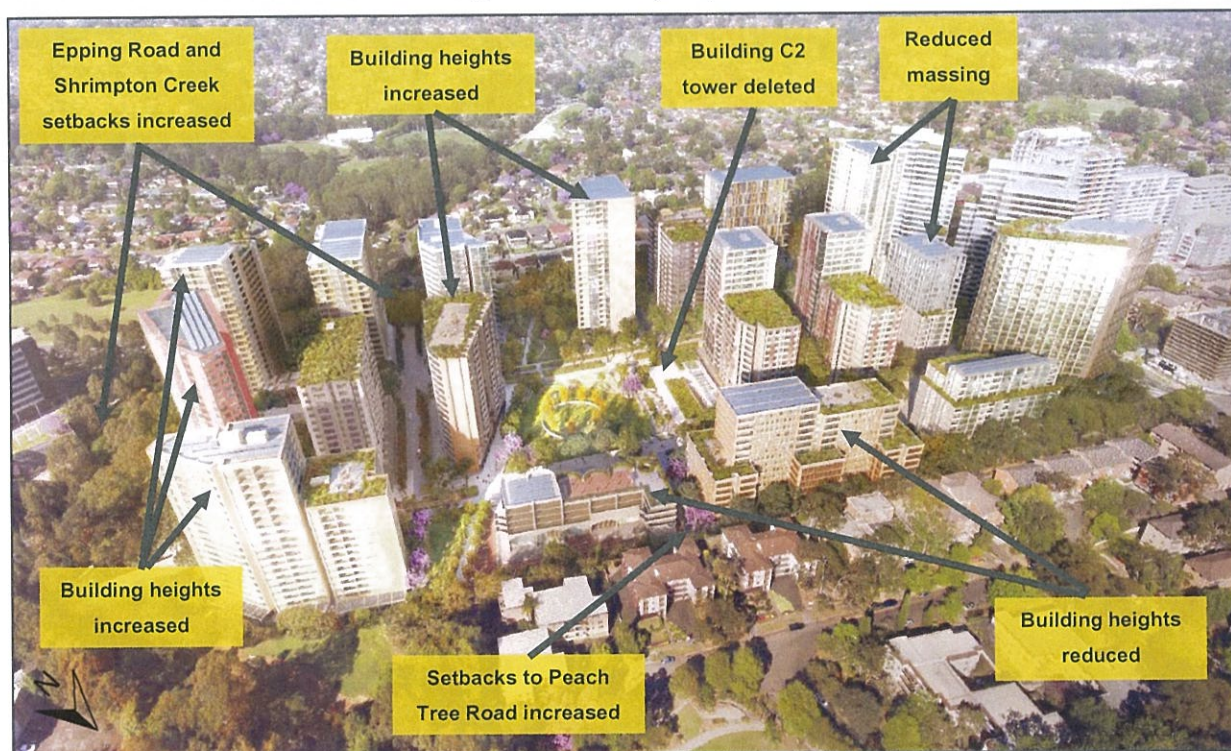 Epping Road and
Shrimpton Creek
setbacks increased
Building heights
increased
Building C2
tower deleted
Reduced
massing
Building heights
increased
Setbacks to Peach
Tree Road increased
Building heights
reduced
N